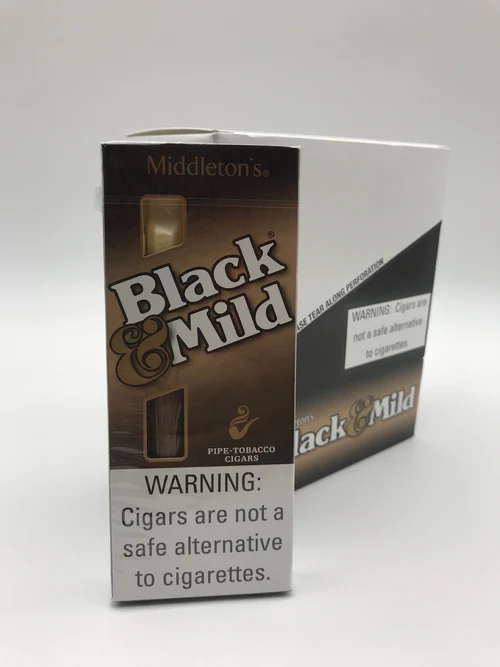 Middleton's®
Black®
&Mild
PIPE-TOBACCO
CIGARS
WARNING:
Cigars are not a
safe alternative
to cigarettes.
SE TEAR ALONG PERFORATION
WARNING: Cigars are
not a safe alternative
to cigarettes.
lack&Mild